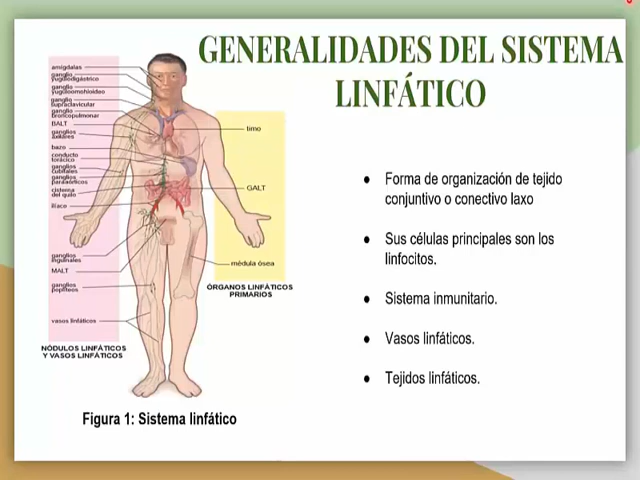 GENERALIDADES DEL SISTEMA
LINFÁTICO
amígdalas
ganglio
yugulodigástrico
ganglio
yuguloomohioideo
ganglio
supraclavicular
ganglio
broncopulmonar
BALT
ganglios
axilares
bazo
conducto
torácico
ganglios
cubitales
ganglios
paraaórticos
cisterna
del quilo
ilíaco
ganglios
inguinales
MALT
ganglios
poplíteos
vasos linfáticos
NÓDULOS LINFÁTICOS
Y VASOS LINFÁTICOS
timo
GALT
médula ósea
ÓRGANOS LINFÁTICOS
PRIMARIOS
Figura 1: Sistema linfático
● Forma de organización de tejido
conjuntivo o conectivo laxo
● Sus células principales son los
linfocitos.
● Sistema inmunitario.
● Vasos linfáticos.
● Tejidos linfáticos.